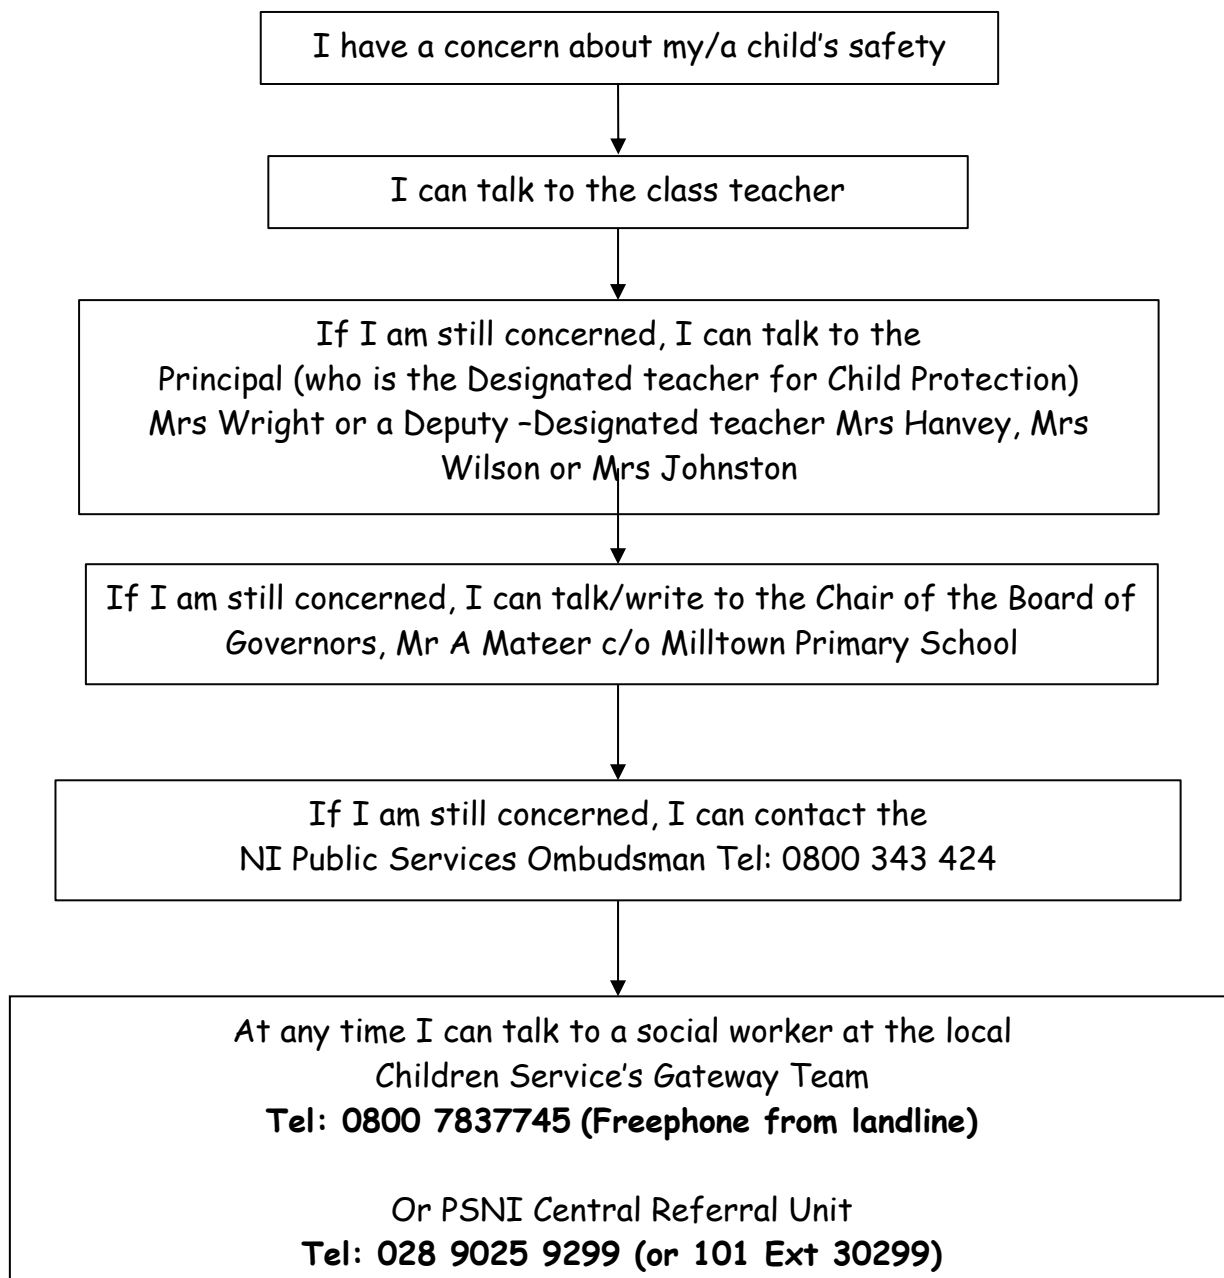 I have a concern about my/a child's safety
I can talk to the class teacher
If I am still concerned, I can talk to the
Principal (who is the Designated teacher for Child Protection)
Mrs Wright or a Deputy –Designated teacher Mrs Hanvey, Mrs
Wilson or Mrs Johnston
If I am still concerned, I can talk/write to the Chair of the Board of
Governors, Mr A Mateer c/o Milltown Primary School
If I am still concerned, I can contact the
NI Public Services Ombudsman Tel: 0800 343 424
At any time I can talk to a social worker at the local
Children Service's Gateway Team
Tel: 0800 7837745 (Freephone from landline)
Or PSNI Central Referral Unit
Tel: 028 9025 9299 (or 101 Ext 30299)